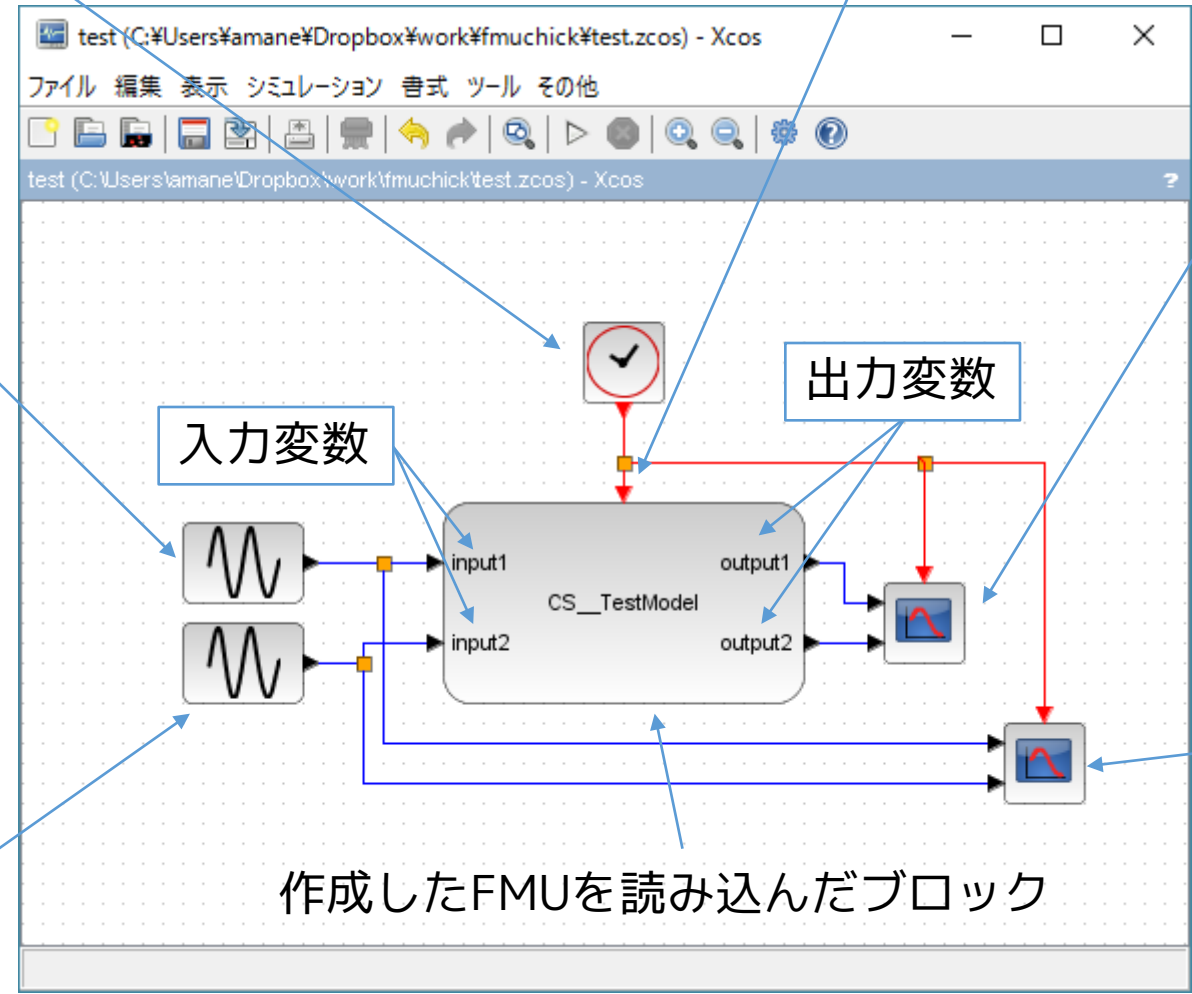 test (C:¥Users¥amane¥Dropbox¥work¥fmuchick¥test.zcos) - Xcos
ファイル 編集 表示 シミュレーション 書式 ツール その他
test (C:\Users\amane\Dropbox\work\fmuchick\test.zcos) - Xcos ?
出力変数
入力変数
input1 output1
CS__TestModel
input2 output2
作成したFMUを読み込んだブロック